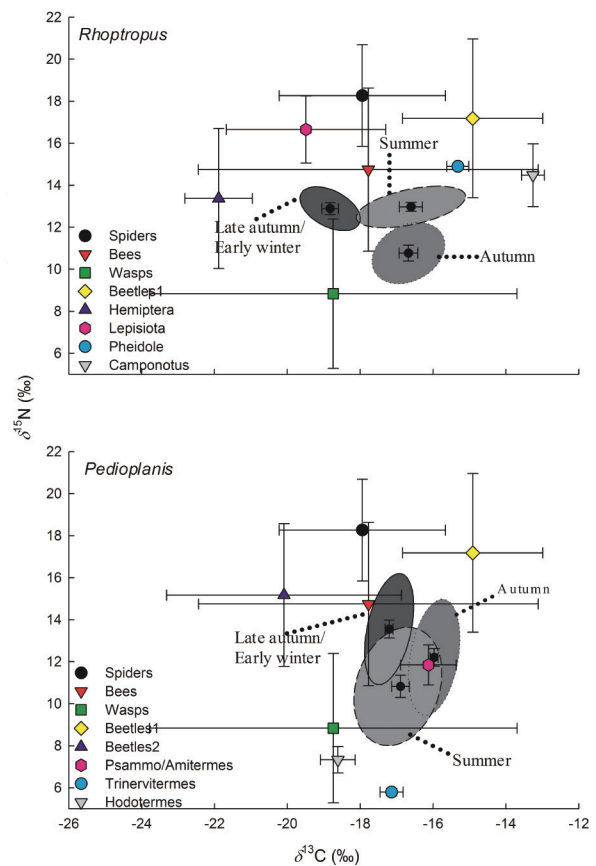 22
Rhoptropus
20
18
16
Summer
14
12
Late autumn/
Early winter
Spiders
Autumn
10
Bees
Wasps
8
Beetles1
Hemiptera
Lepisiota
6
Pheidole
Camponotus
δ15N (‰)
22
Pedioplanis
20
18
16
Autumn
14
Late autumn/
Early winter
12
Spiders
10
Bees
Wasps
8
Beetles1
Summer
Beetles2
Psammo/Amitermes
6
Trinervitermes
Hodotermes
-26 -24 -22 -20 -18 -16 -14 -12
δ13C (‰)